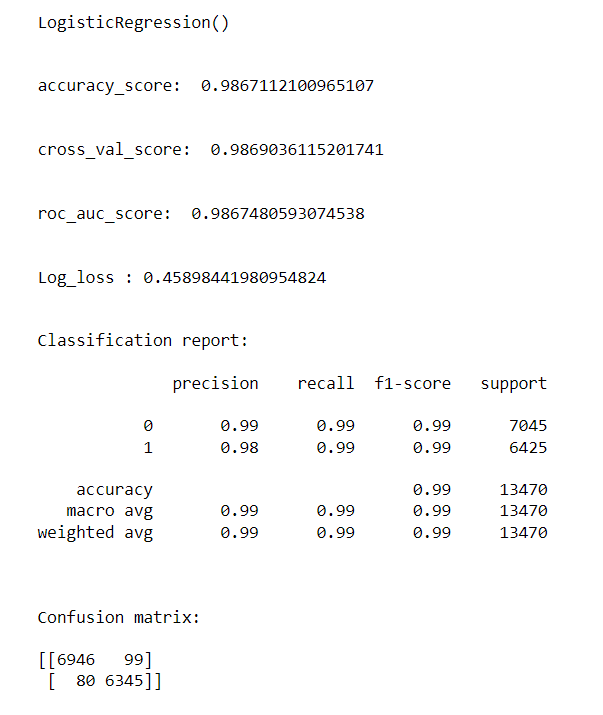 LogisticRegression()
accuracy_score:  0.9867112100965107
cross_val_score:  0.9869036115201741
roc_auc_score:  0.9867480593074538
Log_loss : 0.45898441980954824
Classification report:
              precision    recall  f1-score   support
           0       0.99      0.99      0.99      7045
           1       0.98      0.99      0.99      6425
    accuracy                           0.99     13470
   macro avg       0.99      0.99      0.99     13470
weighted avg       0.99      0.99      0.99     13470
Confusion matrix:
[[6946   99]
 [  80 6345]]